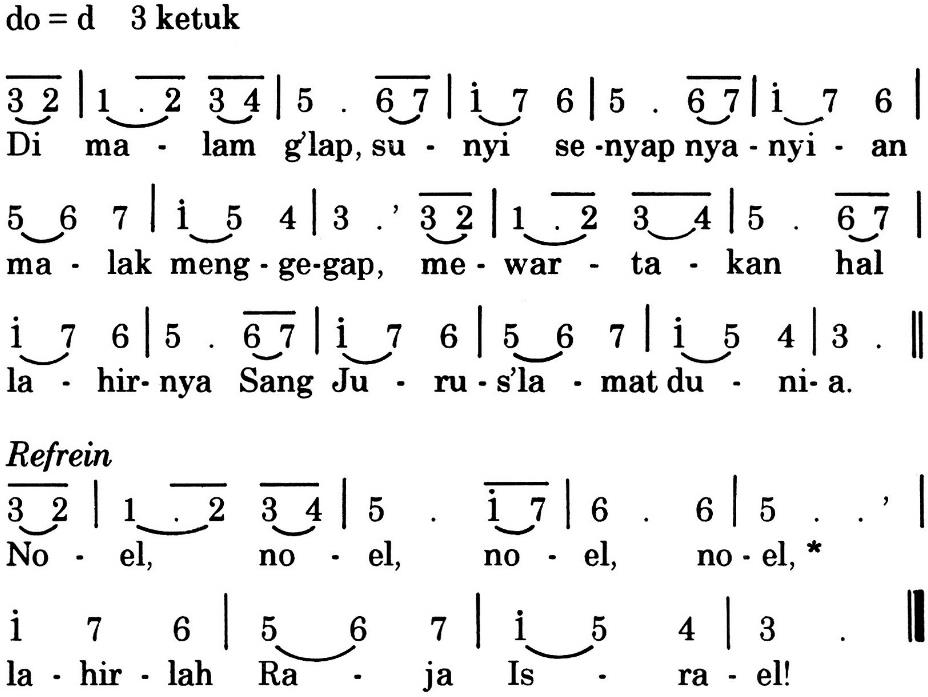 do = d 3 ketuk
3 2 | 1 . 2 3 4 | 5 . 6 7 | i 7 6 | 5 . 6 7 | i 7 6 |
Di ma - lam g'lap, su - nyi se -nyap nya - nyi - an
5 6 7 | i 5 4 | 3 . ' 3 2 | 1 . 2 3 4 | 5 . 6 7 |
ma - lak meng - ge-gap, me - war - ta - kan hal
i 7 6 | 5 . 6 7 | i 7 6 | 5 6 7 | i 5 4 | 3 . ||
la - hir- nya Sang Ju - ru - s'la - mat du - ni- a.
Refrein
3 2 | 1 . 2 3 4 | 5 . i 7 | 6 . 6 | 5 . . ' |
No - el, no - el, no - el, no - el, *
i 7 6 | 5 6 7 | i 5 4 | 3 . ||
la - hir - lah Ra - ja Is - ra - el!